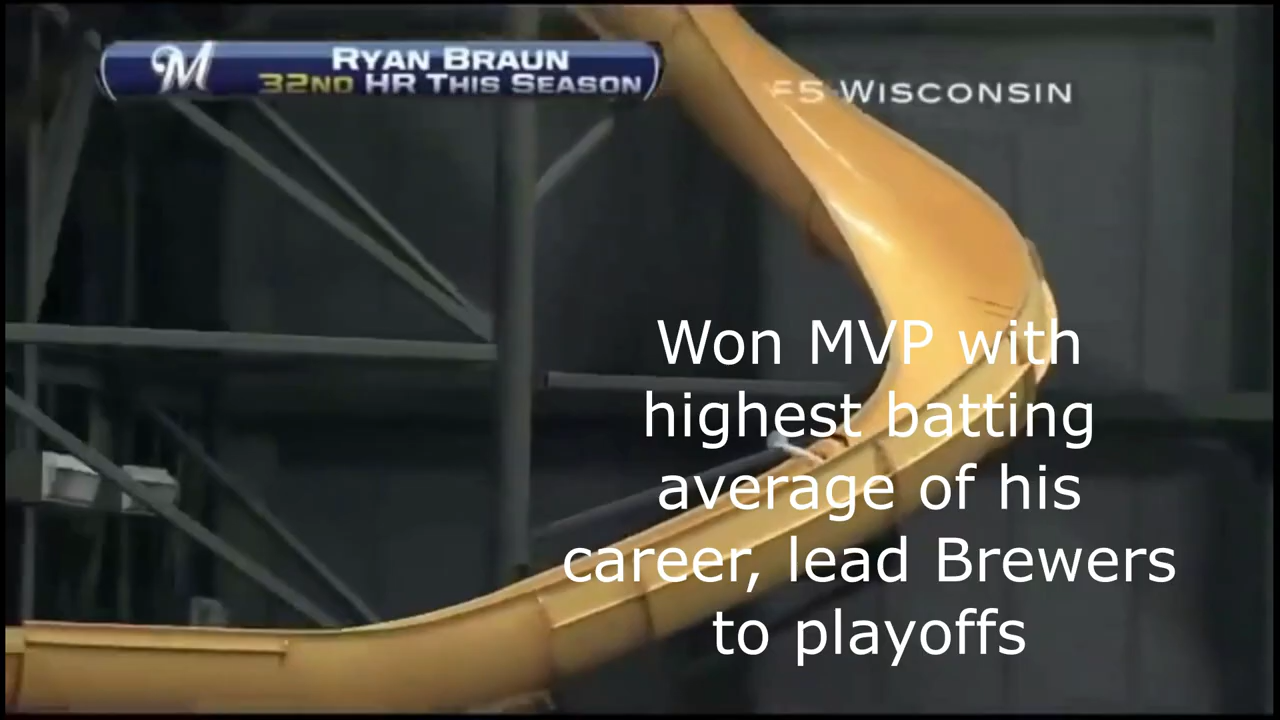 M
RYAN BRAUN
32ND HR THIS SEASON
WISCONSIN
Won MVP with
highest batting
average of his
career, lead Brewers
to playoffs